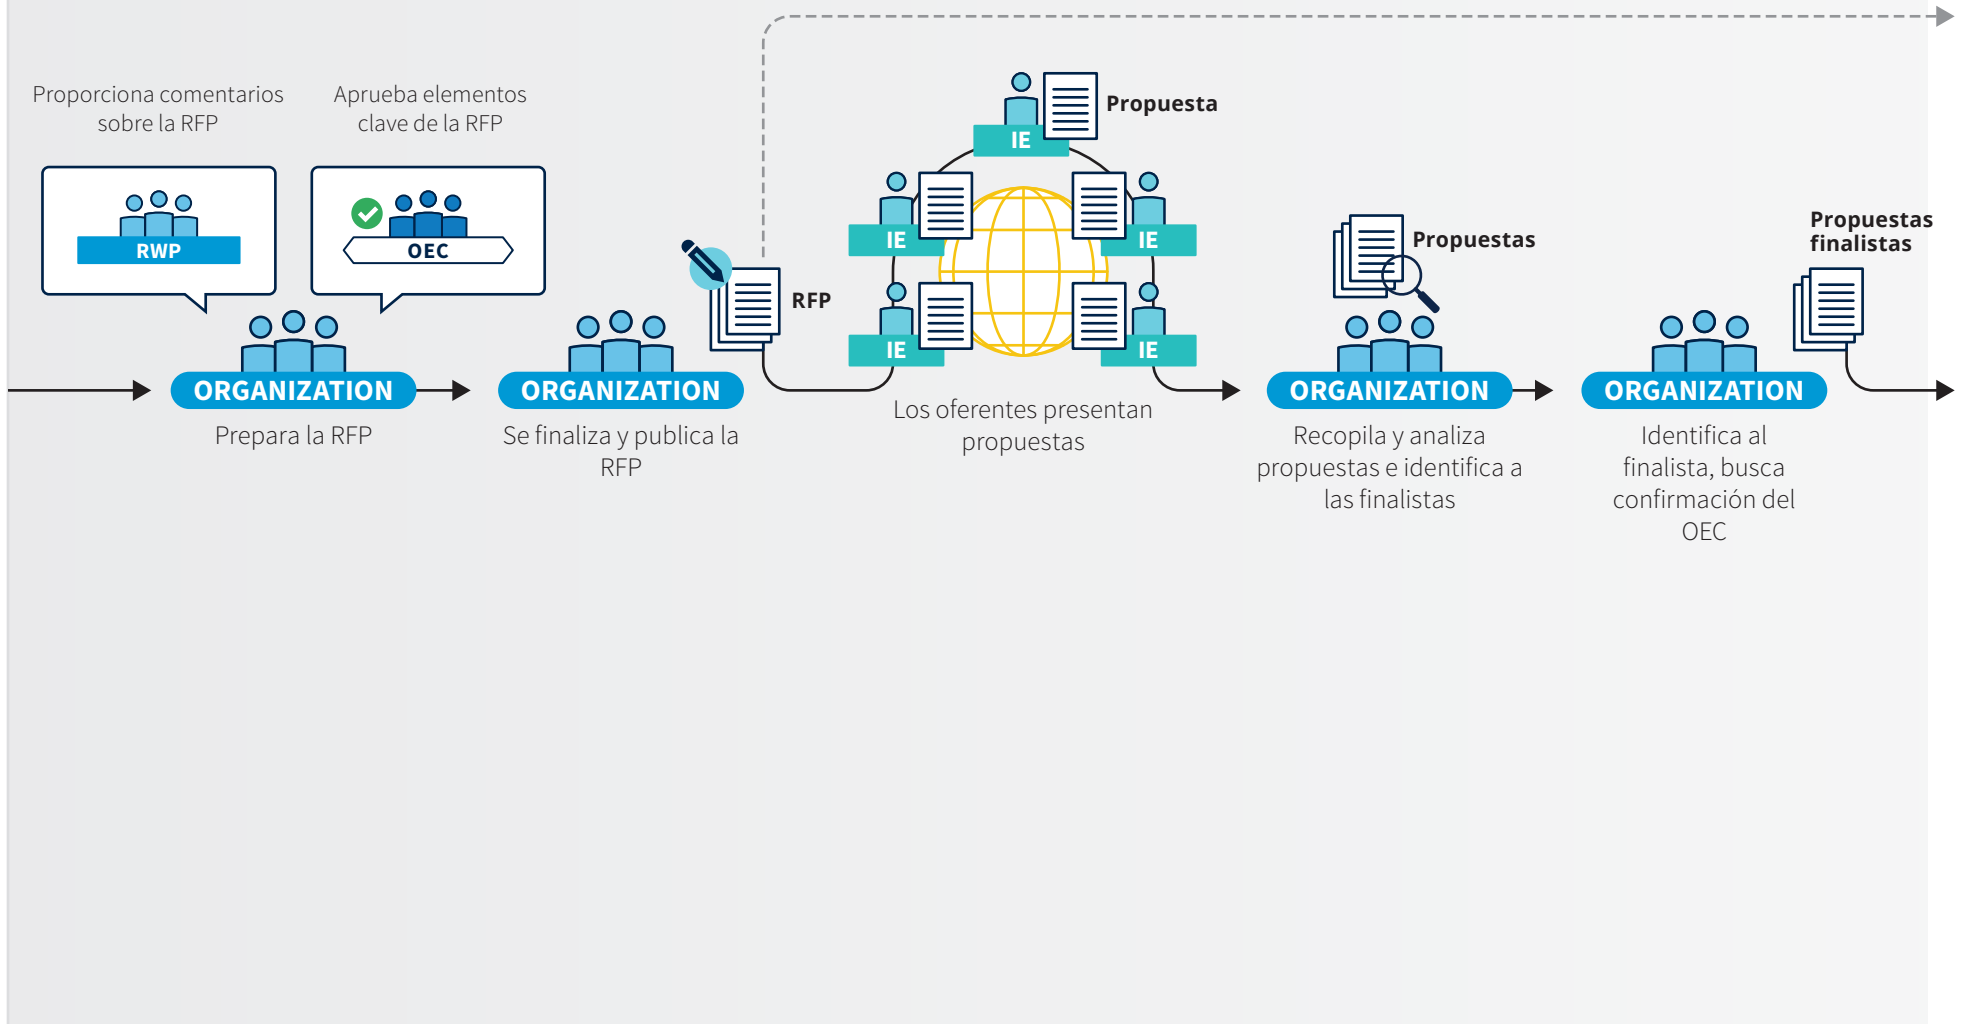 Proporciona comentarios
sobre la RFP
Aprueba elementos
clave de la RFP
RWP
OEC
ORGANIZATION
Prepara la RFP
ORGANIZATION
Se finaliza y publica la
RFP
RFP
Propuesta
IE
IE
IE
IE
IE
Los oferentes presentan
propuestas
Propuestas
ORGANIZATION
Recopila y analiza
propuestas e identifica a
las finalistas
Propuestas
finalistas
ORGANIZATION
Identifica al
finalista, busca
confirmación del
OEC